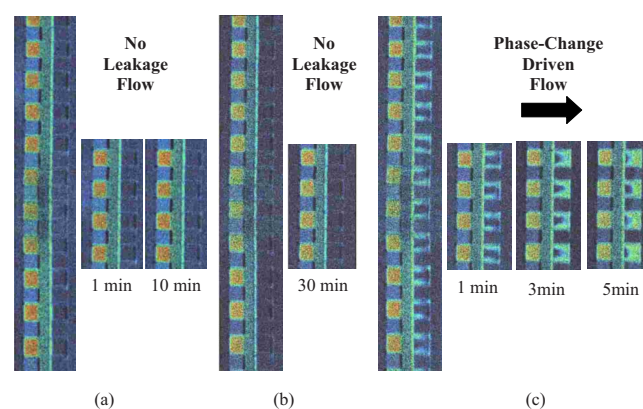 No
Leakage
Flow
No
Leakage
Flow
Phase-Change
Driven
Flow
1 min
10 min
30 min
1 min
3min
5min
(a)
(b)
(c)